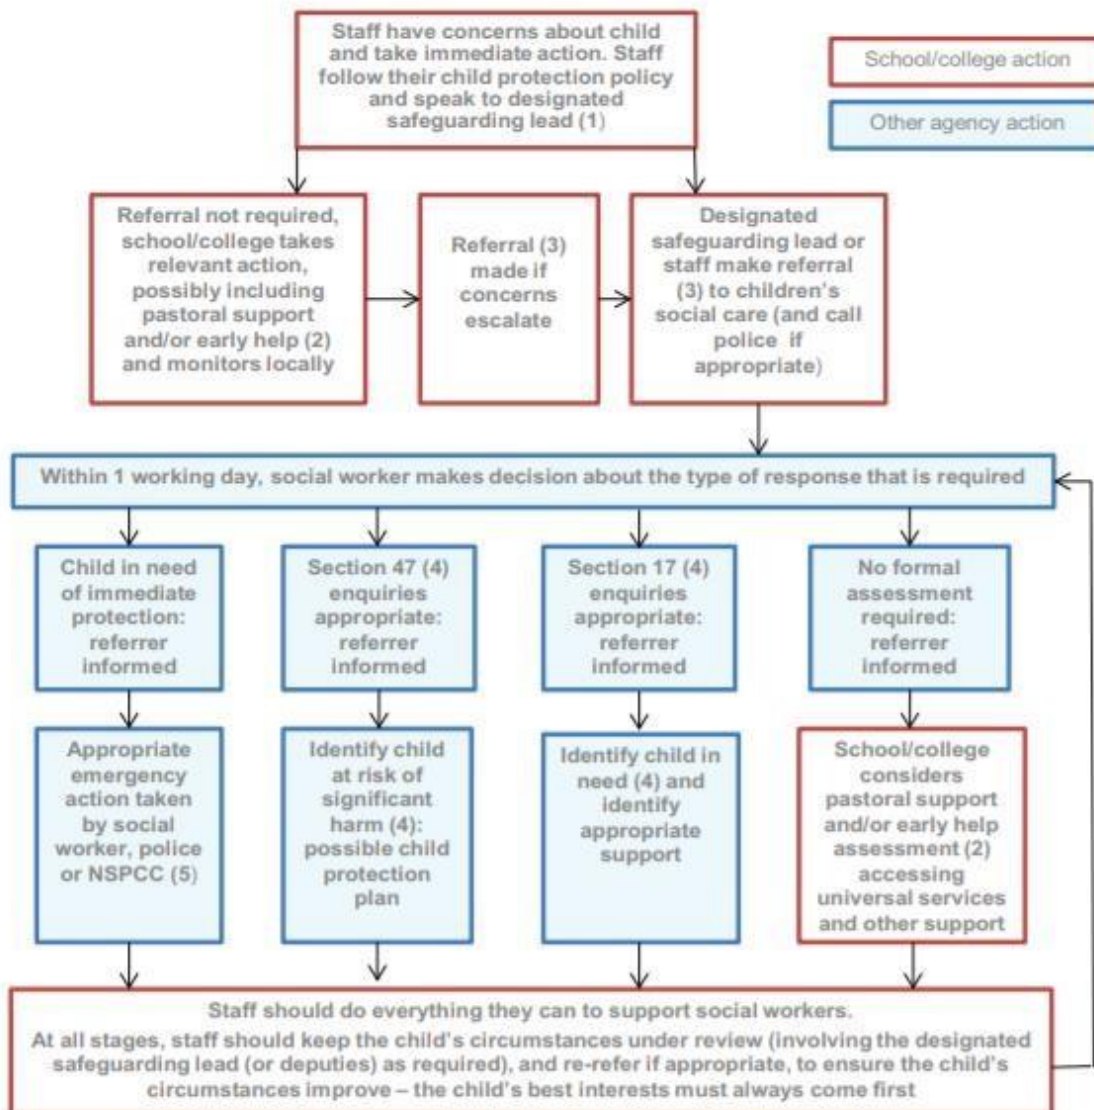 Staff have concerns about child
and take immediate action. Staff
follow their child protection policy
and speak to designated
safeguarding lead (1)
School/college action
Other agency action
Referral not required,
school/college takes
relevant action,
possibly including
pastoral support
and/or early help (2)
and monitors locally
Referral (3)
made if
concerns
escalate
Designated
safeguarding lead or
staff make referral
(3) to children's
social care (and call
police if
appropriate)
Within 1 working day, social worker makes decision about the type of response that is required
Child in need
of immediate
protection:
referrer
informed
Section 47 (4)
enquiries
appropriate:
referrer
informed
Section 17 (4)
enquiries
appropriate:
referrer
informed
No formal
assessment
required:
referrer
informed
Appropriate
emergency
action taken
by social
worker, police
or NSPCC (5)
Identify child
at risk of
significant
harm (4):
possible child
protection
plan
Identify child in
need (4) and
identify
appropriate
support
School/college
considers
pastoral support
and/or early help
assessment (2)
accessing
universal services
and other support
Staff should do everything they can to support social workers.
At all stages, staff should keep the child's circumstances under review (involving the designated
safeguarding lead (or deputies) as required), and re-refer if appropriate, to ensure the child's
circumstances improve – the child's best interests must always come first